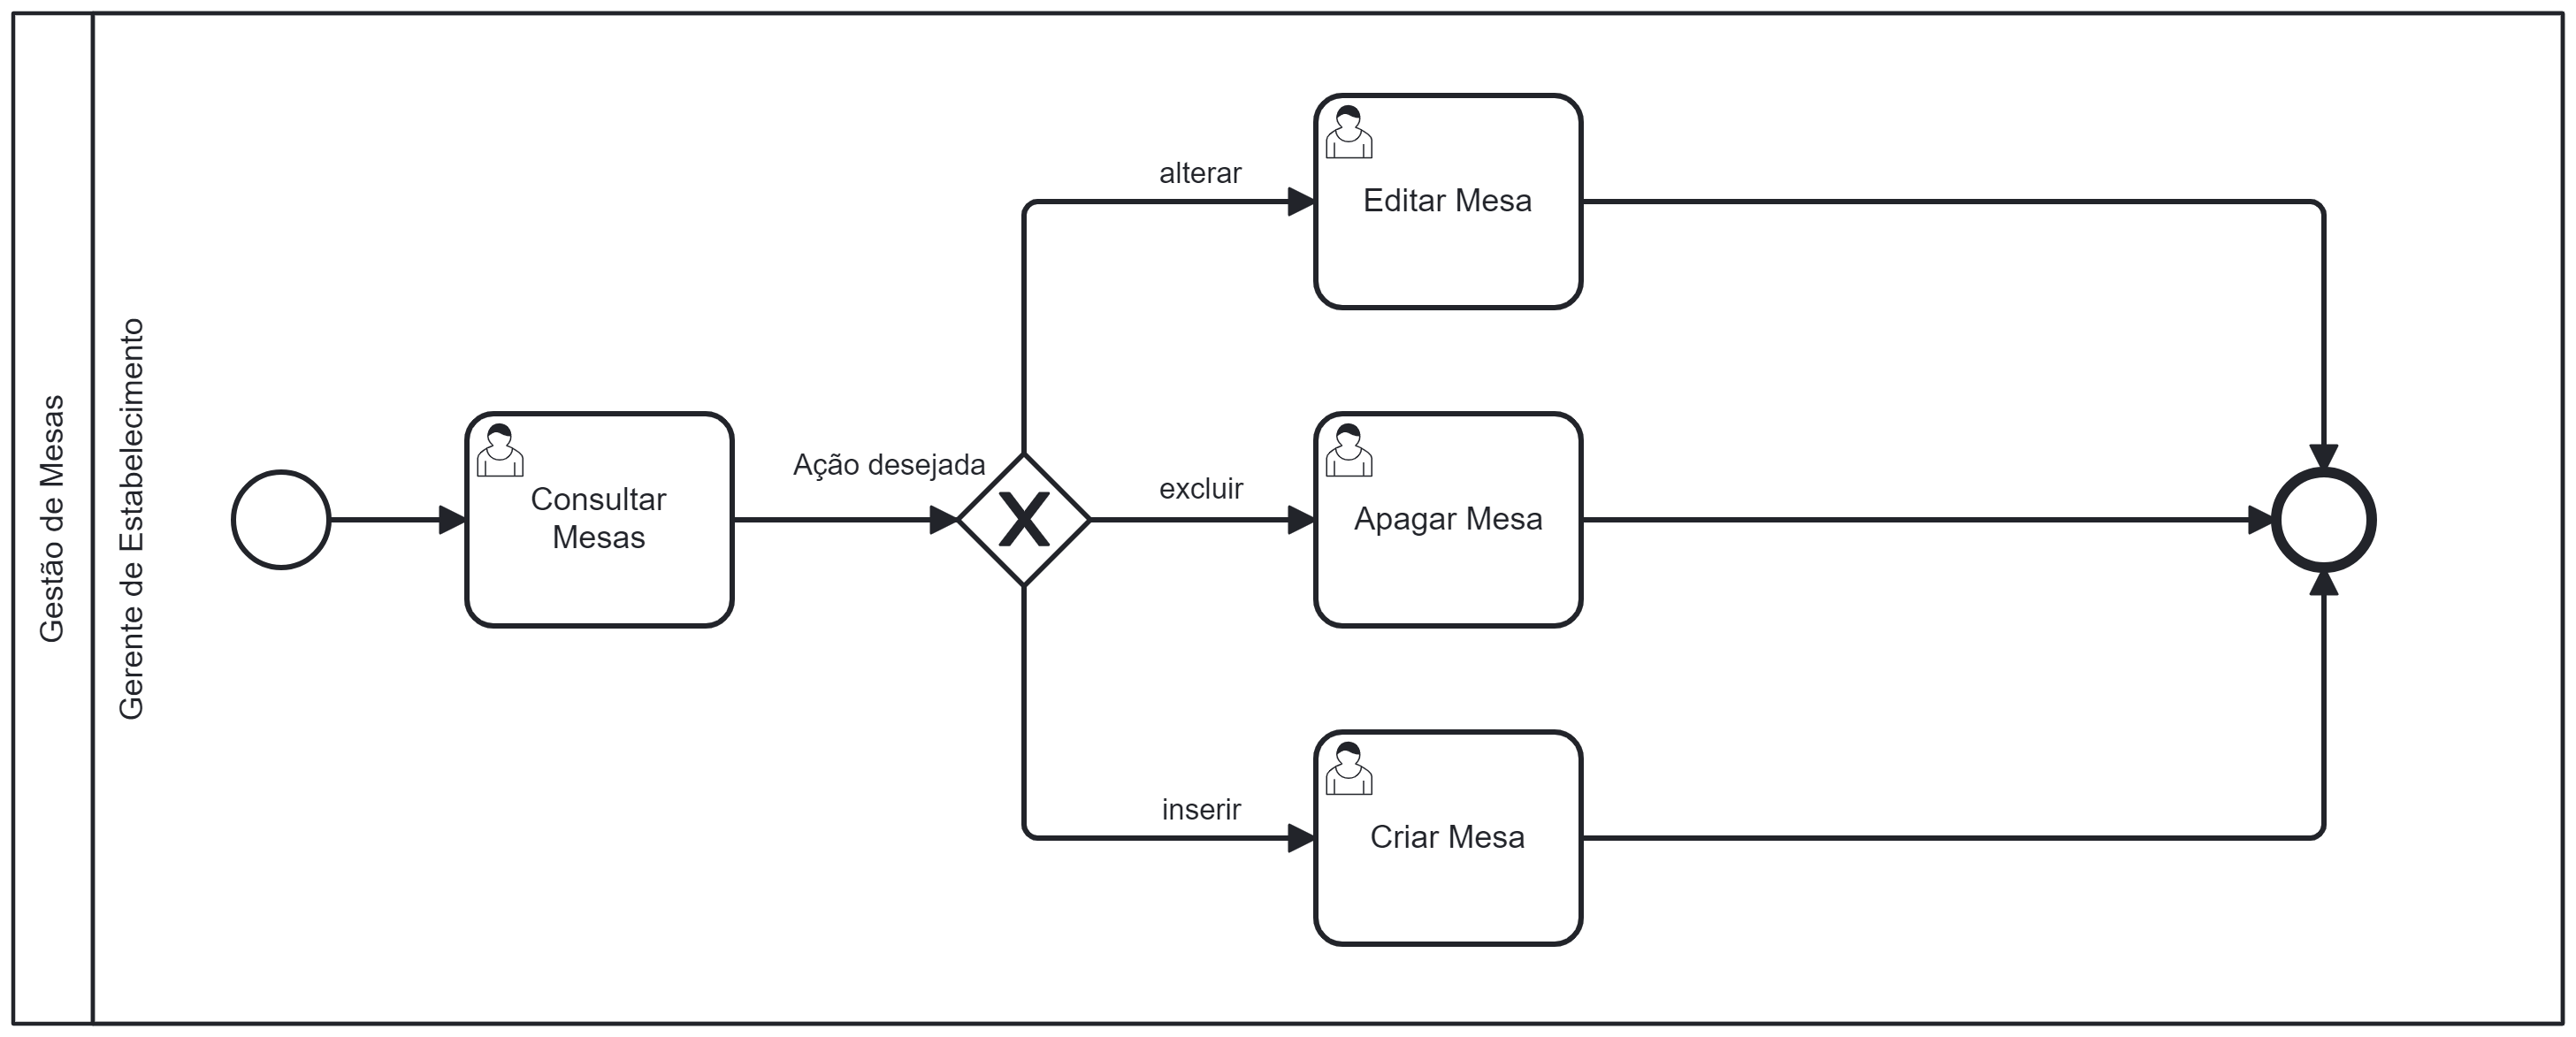 Gestão de Mesas
Gerente de Estabelecimento
Consultar
Mesas
Ação desejada
alterar
Editar Mesa
excluir
Apagar Mesa
inserir
Criar Mesa